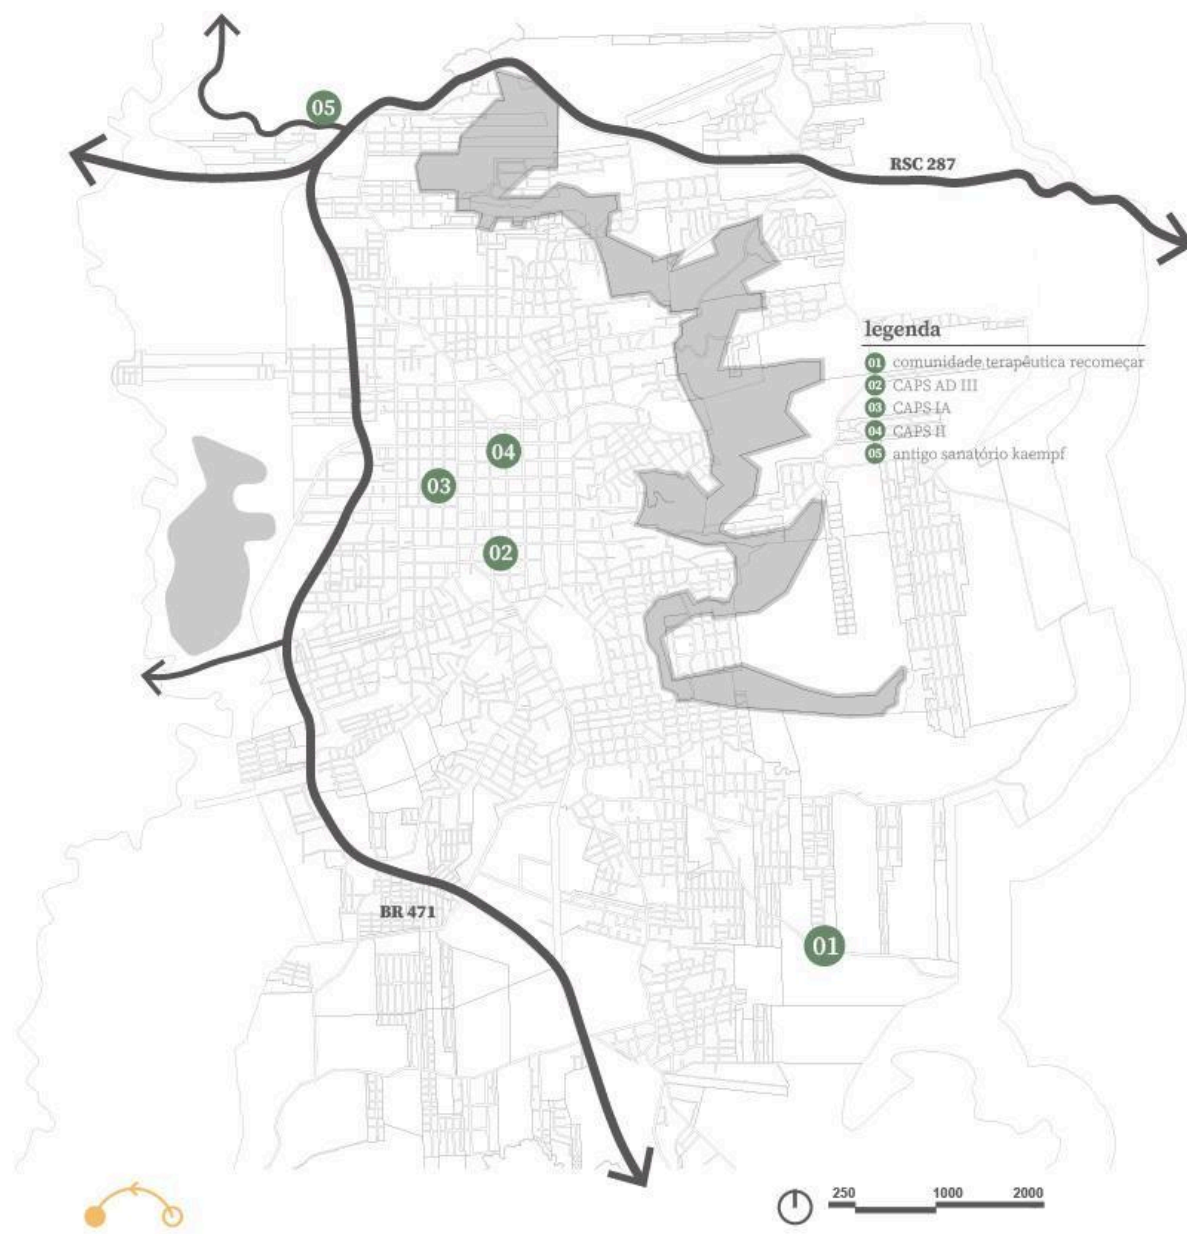 05
RSC 287
legenda
01 comunidade terapêutica recomeçar
02 CAPS AD III
03 CAPS IA
04 CAPS II
05 antigo sanatório kaempf
04
03
02
BR 471
01
250 1000 2000